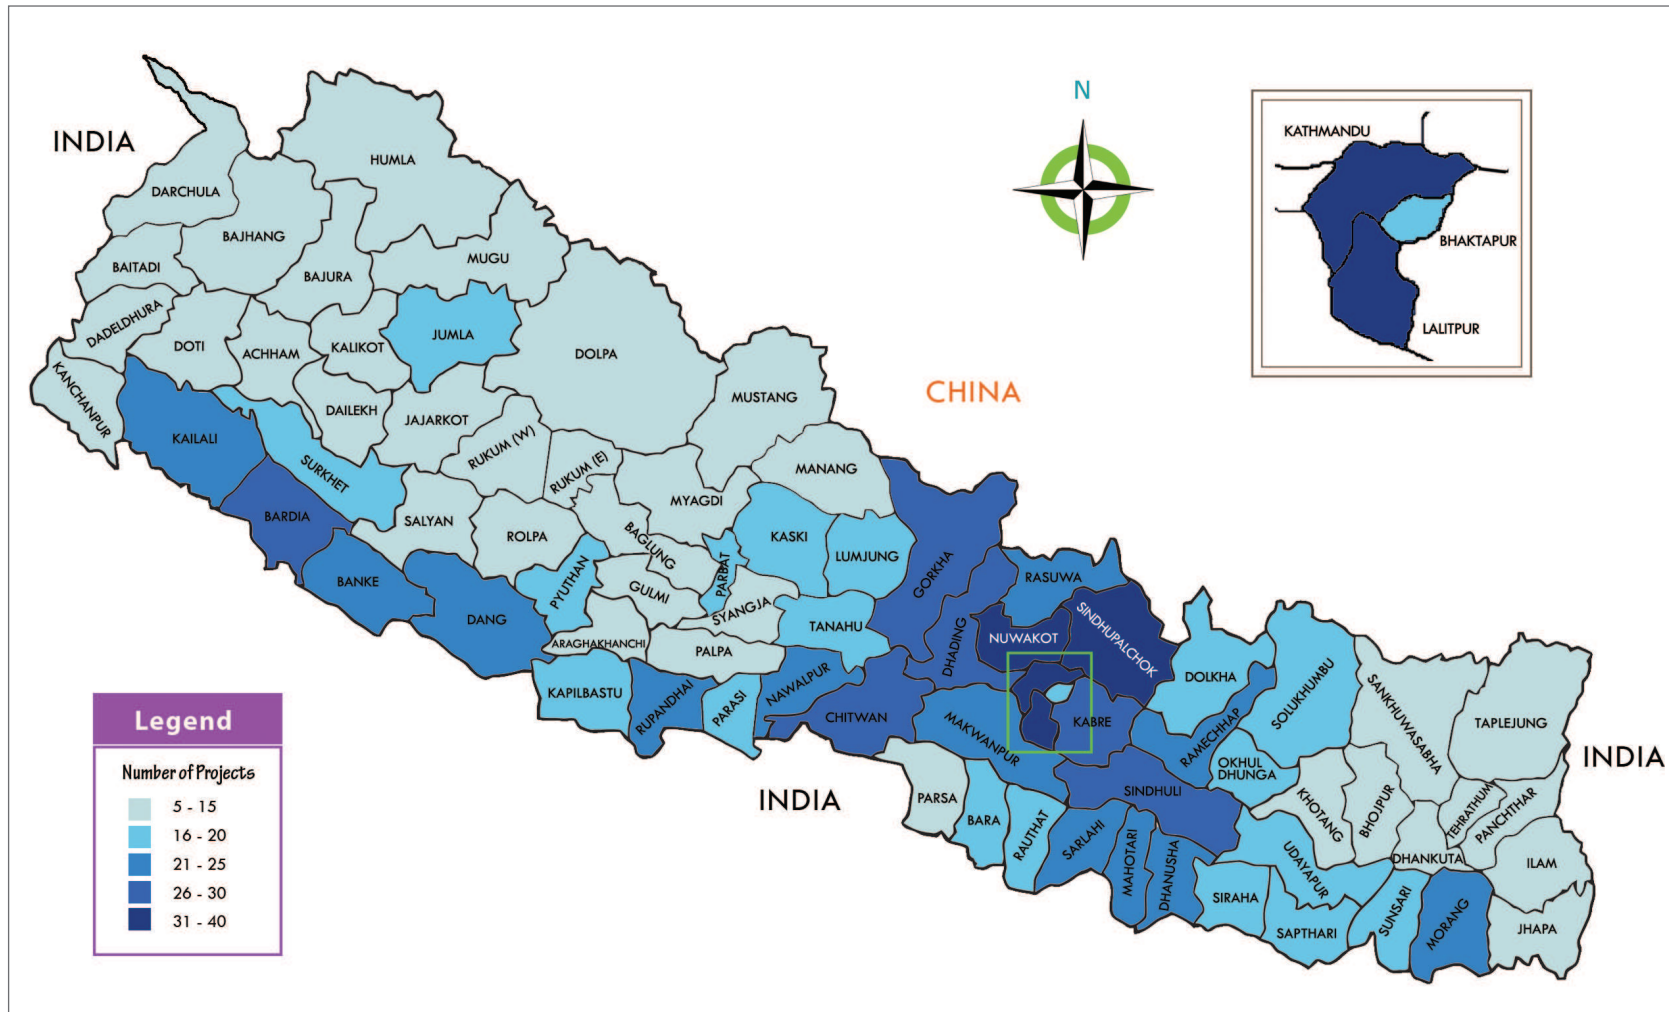 N
INDIA
KATHMANDU
BHAKTAPUR
LALITPUR
HUMLA
DARCHULA
BAJHANG
MUGU
BAITADI
BAJURA
DADELDHURA
JUMLA
DOTI
ACHHAM
KALIKOT
DOLPA
KANCHANPUR
CHINA
MUSTANG
DAILEKH
JAJARKOT
KAILALI
RUKUM (W)
RUKUM (E)
SURKHET
MANANG
MYAGDI
BARDIA
SALYAN
ROLPA
BAGLUNG
KASKI
LUMJUNG
GORKHA
RASUWA
BANKE
PYUTHAN
PARBAT
GULMI
SYANGJA
DANG
TANAHU
NUWAKOT
SINDHUPALCHOK
ARAGHAKHANCHI
PALPA
DHADING
KAPILBASTU
RUPANDHAI
PARASI
NAWALPUR
CHITWAN
KABRE
DOLKHA
SOLUKHUMBU
SANKHUWASABHA
TAPLEJUNG
MAKWANPUR
RAMECHHAP
INDIA
OKHUL
DHUNGA
SINDHULI
INDIA
PARSA
BARA
RAUTHAT
SARLAHI
MAHOTARI
DHANUSHA
KHOTANG
BHOJPUR
TEHRATHUM
PANCHTHAR
DHANKUTA
ILAM
UDAYAPUR
SIRAHA
SAPTHARI
SUNSARI
MORANG
JHAPA
Legend
Number of Projects
5 - 15
16 - 20
21 - 25
26 - 30
31 - 40